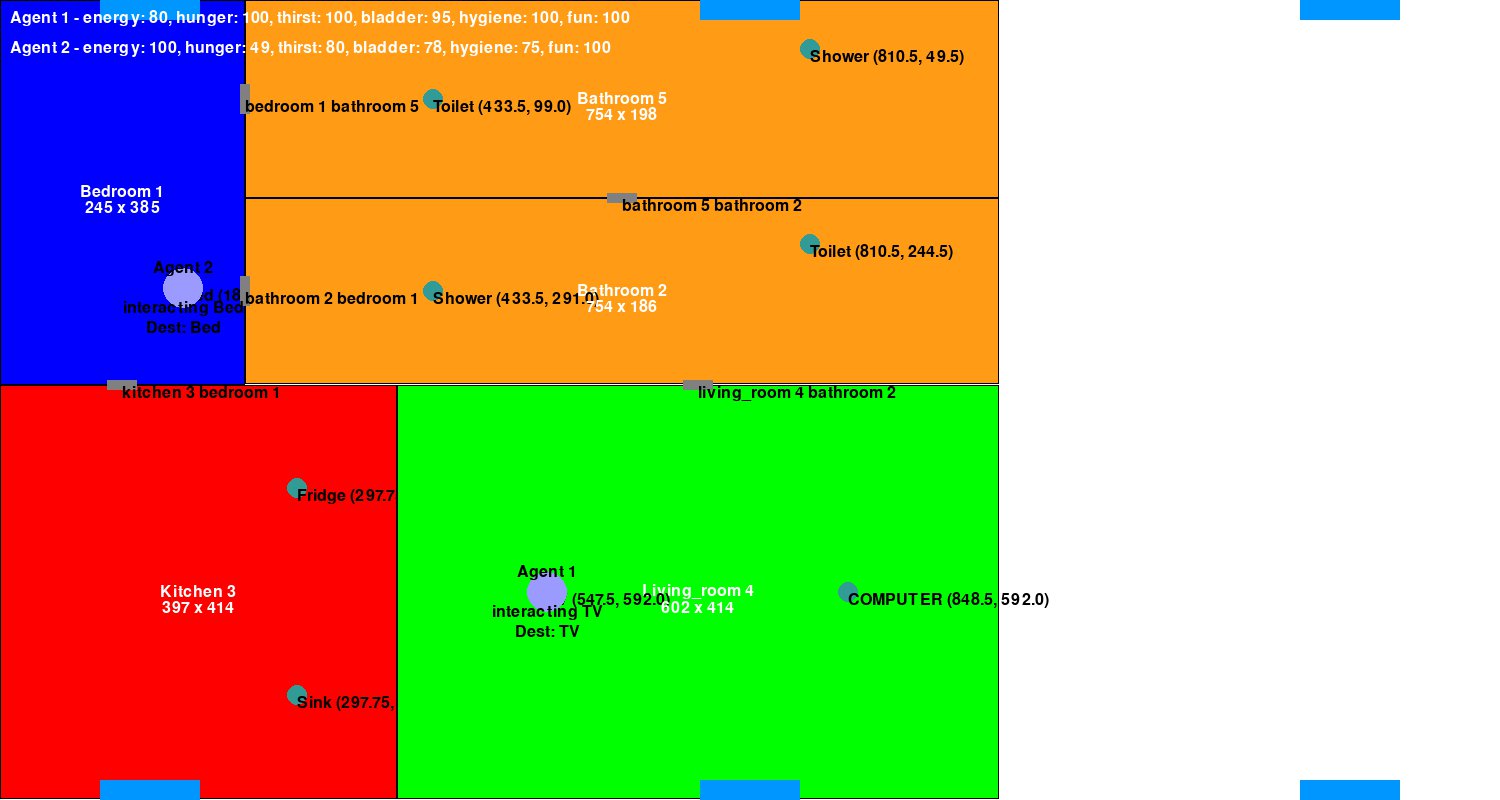 Agent 1 - energy: 80, hunger: 100, thirst: 100, bladder: 95, hygiene: 100, fun: 100
Agent 2 - energy: 100, hunger: 49, thirst: 80, bladder: 78, hygiene: 75, fun: 100
Shower (810.5, 49.5)
bedroom 1 bathroom 5
Toilet (433.5, 99.0)
Bathroom 5
754 x 198
Bedroom 1
245 x 385
bathroom 5 bathroom 2
Toilet (810.5, 244.5)
Agent 2
interacting Bed
Dest: Bed
bathroom 2 bedroom 1
Shower (433.5, 291.0)
Bathroom 2
754 x 186
kitchen 3 bedroom 1
living_room 4 bathroom 2
Fridge (297.7
Kitchen 3
397 x 414
Agent 1
(547.5, 592.0)
interacting TV
Dest: TV
Living_room 4
602 x 414
COMPUTER (848.5, 592.0)
Sink (297.75,